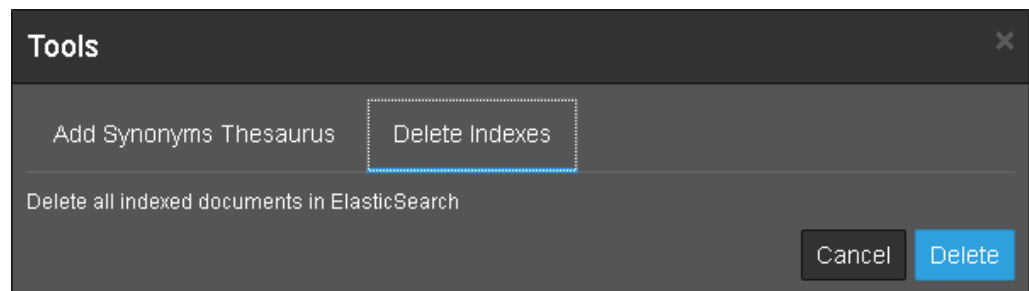 Tools
Add Synonyms Thesaurus Delete Indexes
Delete all indexed documents in ElasticSearch
Cancel Delete